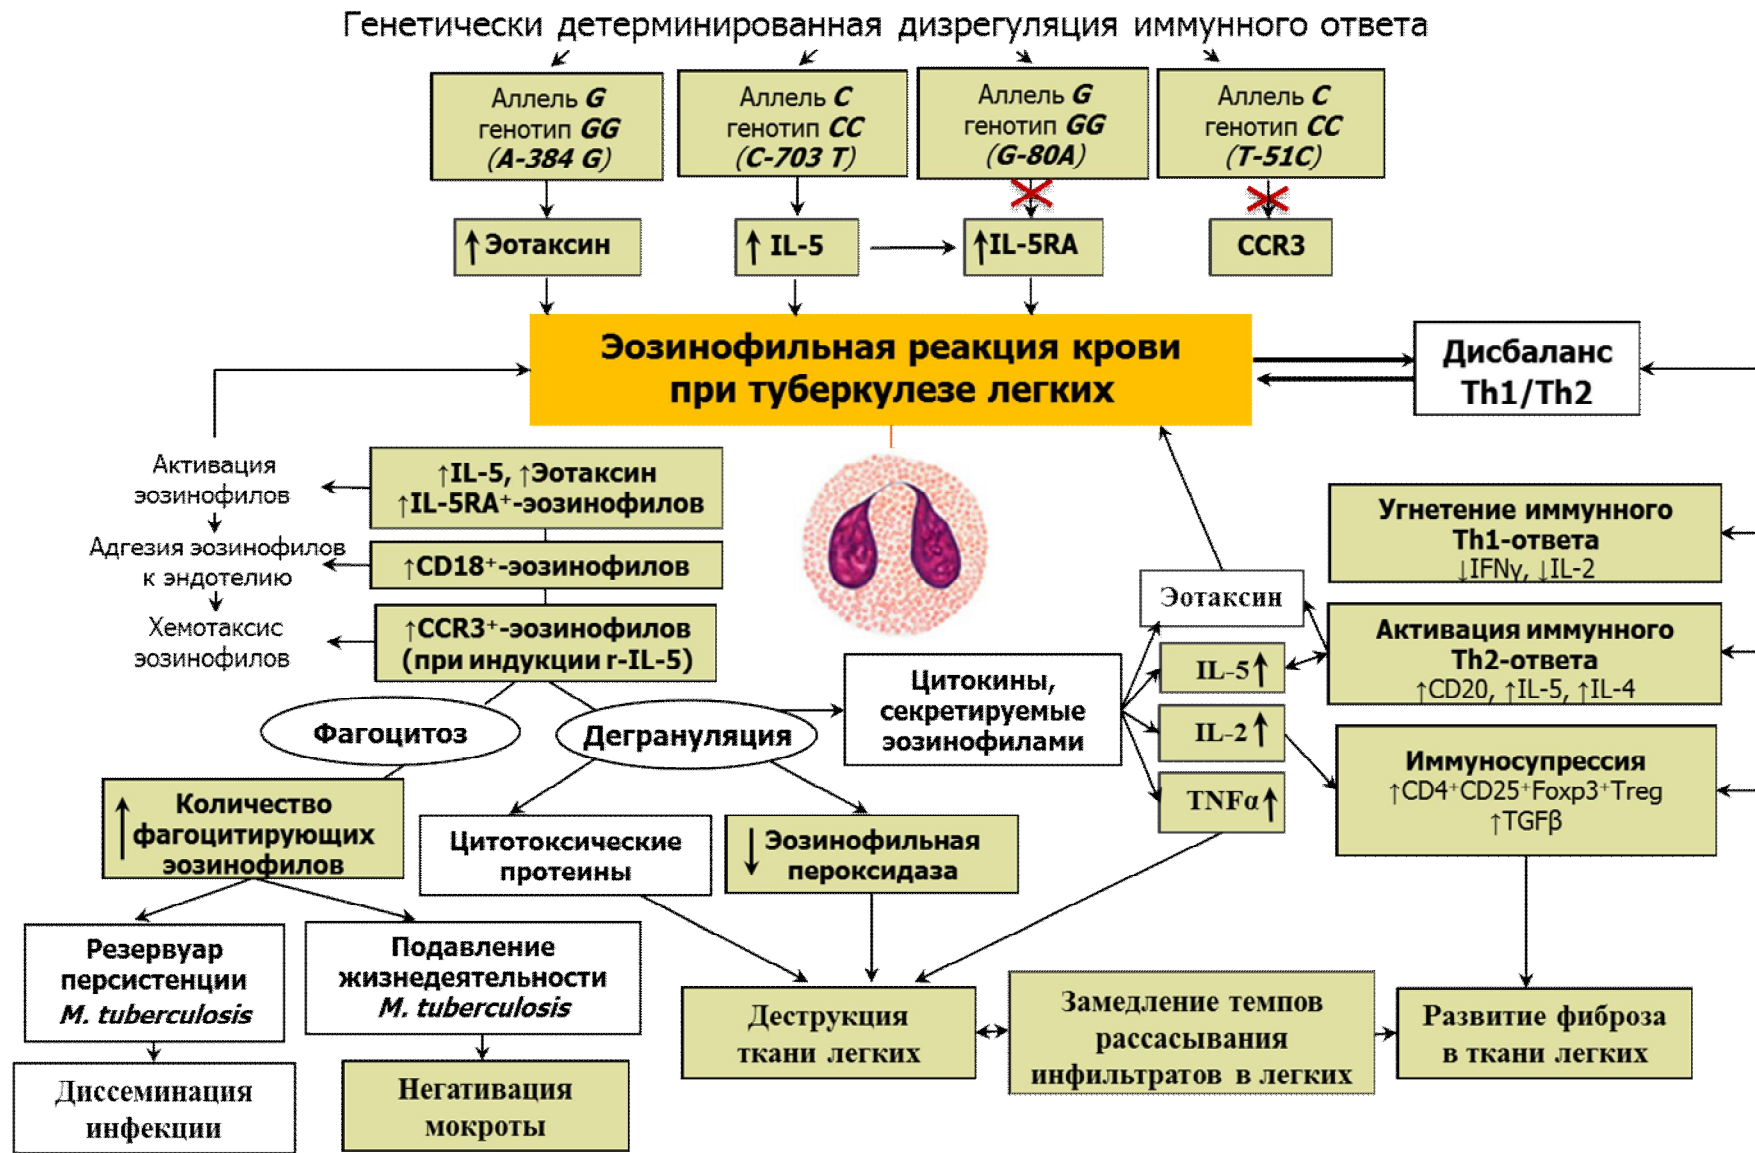 Генетически детерминированная дизрегуляция иммунного ответа
Аллель G
генотип GG
(A-384 G)
Аллель C
генотип CC
(C-703 T)
Аллель G
генотип GG
(G-80A)
Аллель C
генотип CC
(T-51C)
↑Эотаксин
↑ IL-5
↑IL-5RA
CCR3
Эозинофильная реакция крови
при туберкулезе легких
Дисбаланс
Th1/Th2
Активация
эозинофилов
Адгезия эозинофилов
к эндотелию
Хемотаксис
эозинофилов
↑IL-5, ↑Эотаксин
↑IL-5RA⁺-эозинофилов
↑CD18⁺-эозинофилов
↑CCR3⁺-эозинофилов
(при индукции r-IL-5)
Угнетение иммунного
Th1-ответа
↓IFNγ, ↓IL-2
Активация иммунного
Th2-ответа
↑CD20, ↑IL-5, ↑IL-4
Иммуносупрессия
↑CD4⁺CD25⁺Foxp3⁺Treg
↑TGFβ
Эотаксин
IL-5↑
IL-2↑
TNFα↑
Цитокины,
секретируемые
эозинофилами
Фагоцитоз
Дегрануляция
↑ Количество
фагоцитирующих
эозинофилов
Цитотоксические
протеины
↓ Эозинофильная
пероксидаза
Резервуар
персистенции
M. tuberculosis
Подавление
жизнедеятельности
M. tuberculosis
Диссеминация
инфекции
Негативация
мокроты
Деструкция
ткани легких
Замедление темпов
рассасывания
инфильтратов в легких
Развитие фиброза
в ткани легких